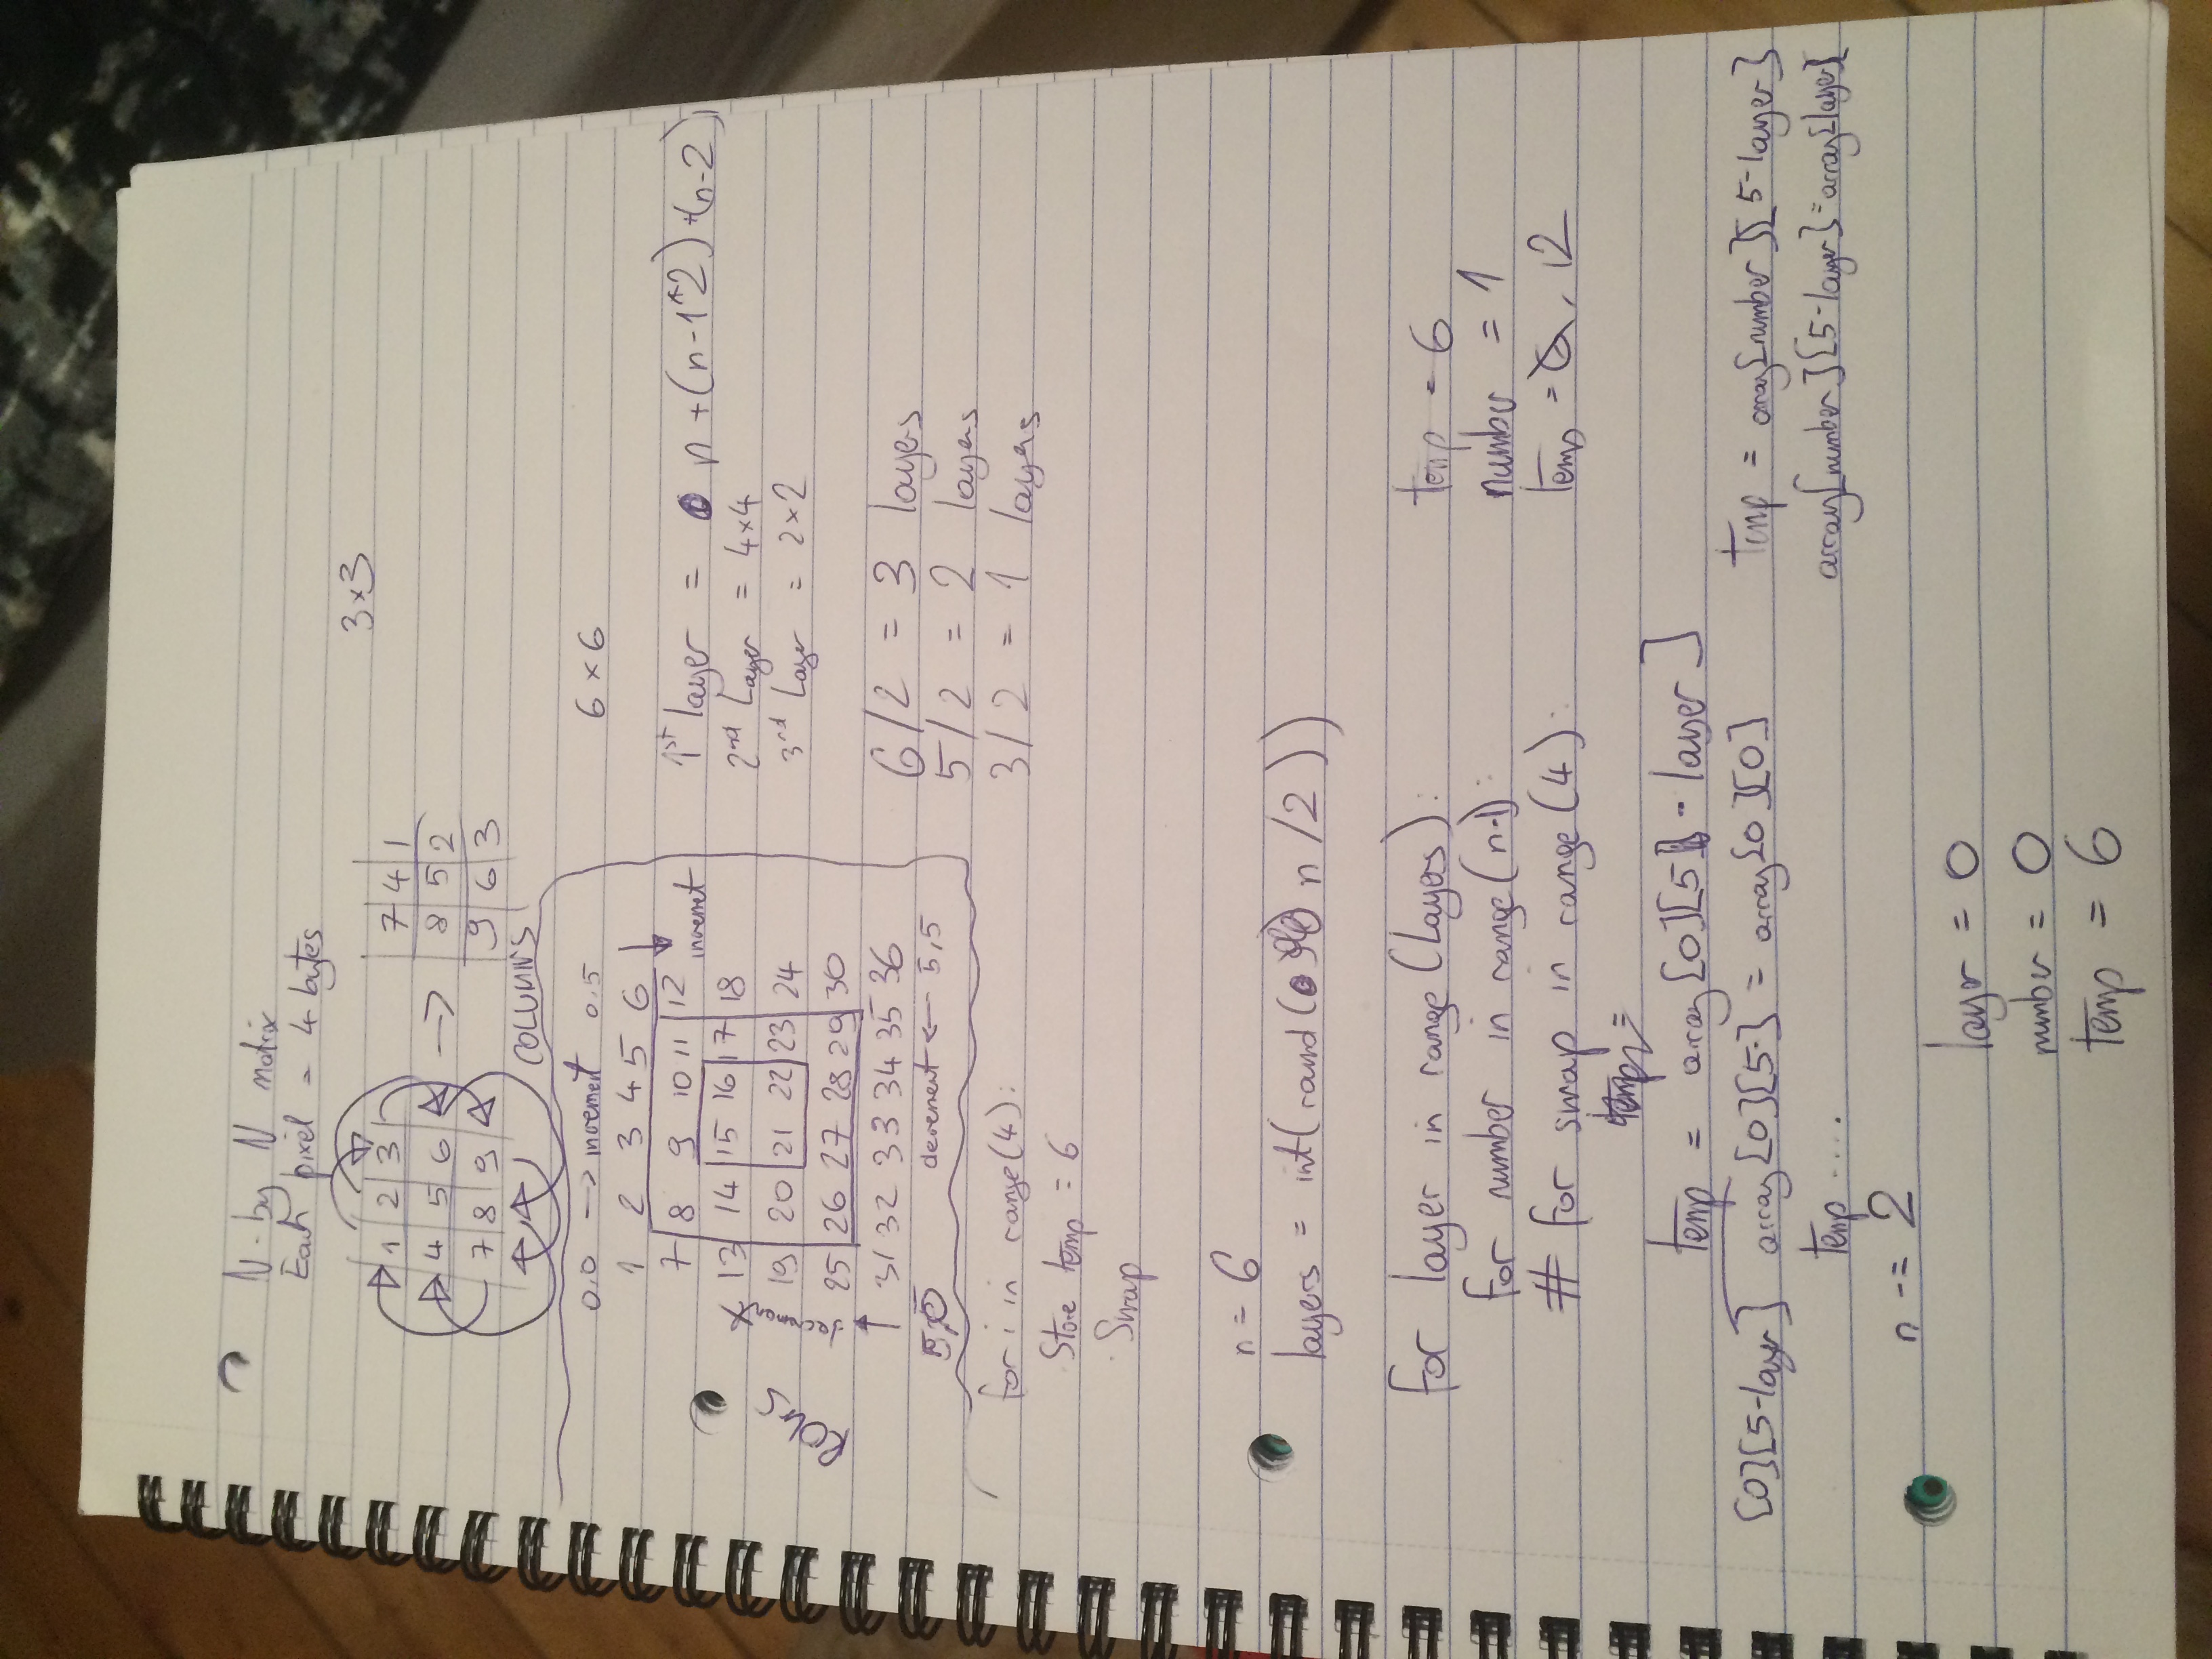 N-by N matrix
Each pixel = 4 bytes
3×3
1 2 3
4 5 6
7 8 9
→
7 4 1
8 5 2
9 6 3
COLUMNS
0.0 → increment 0.5
6 × 6
1 2 3 4 5 6
7 8 9 10 11 12
increment
13 14 15 16 17 18
19 20 21 22 23 24
25 26 27 28 29 30
31 32 33 34 35 36
ROWS
decrement
5,0
decrement ← 5,5
1st layer = n + (n-1*2) + (n-2)
2nd Layer = 4×4
3rd Layer = 2×2
6/2 = 3 layers
5/2 = 2 layers
3/2 = 1 layers
for i in range(4):
Store temp = 6
Swap
n = 6
layers = int(round( n/2))
for layer in range(Layers):
for number in range(n-1):
# for swap in range(4):
temp =
temp = array[0][5 - layer]
[0][5-layer] array[0][5-] = array[0][0]
temp ....
n -= 2
temp = 6
number = 1
temp = 6, 12
temp = array[number][5-layer]
array[number][5-layer]=array[layer][
layer = 0
number = 0
temp = 6